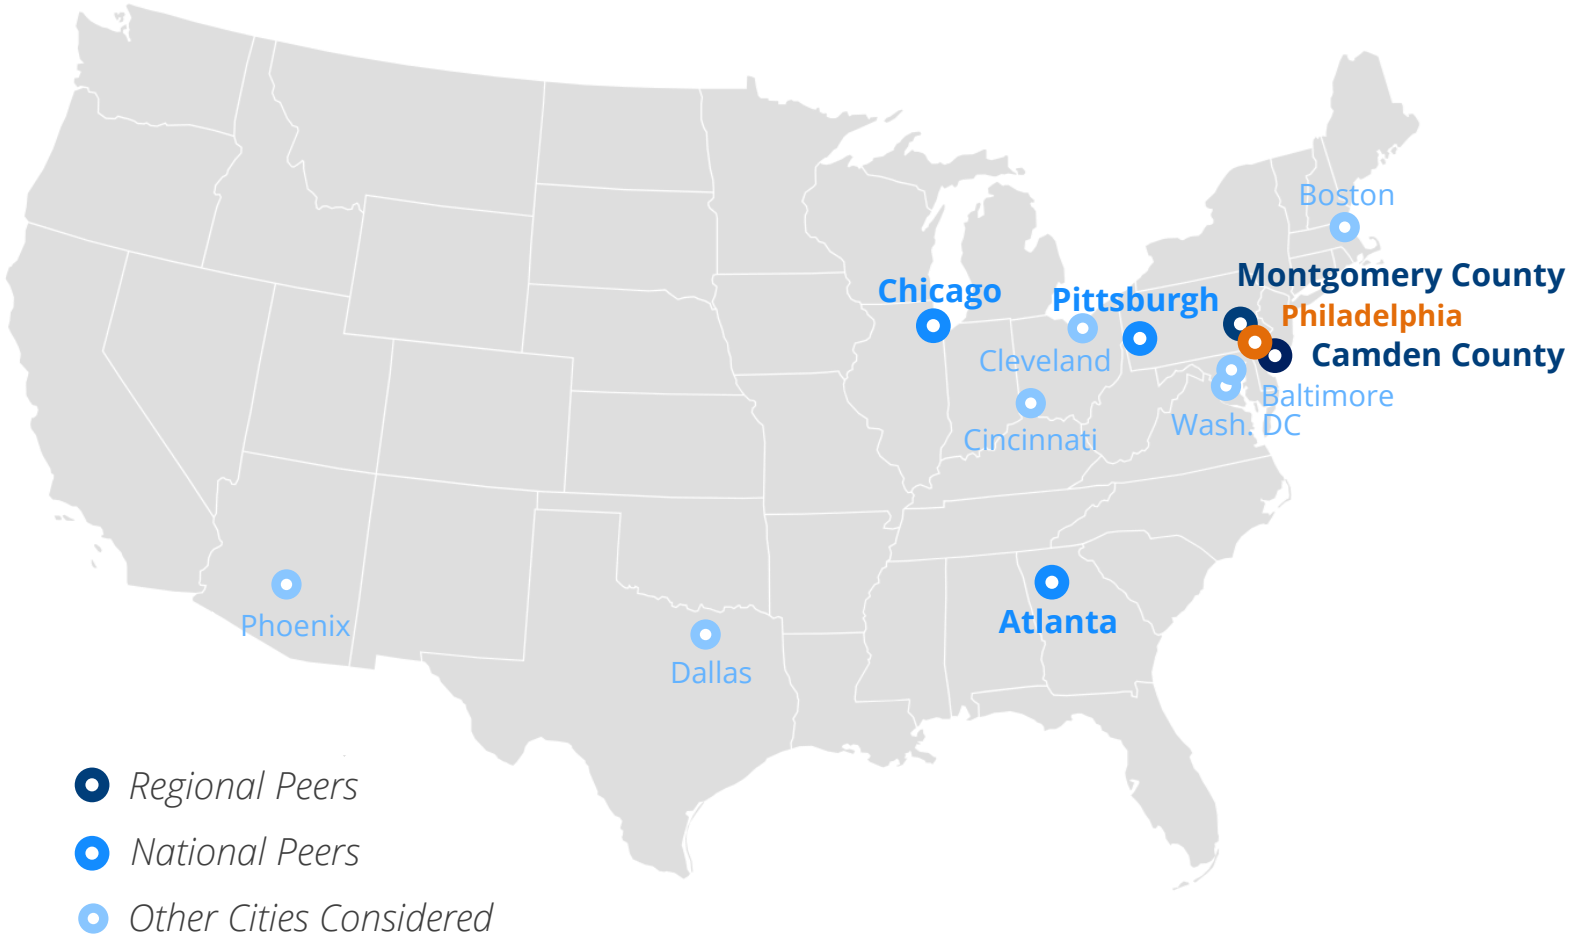 Boston
Montgomery County
Chicago
Pittsburgh
Philadelphia
Cleveland
Camden County
Baltimore
Wash. DC
Cincinnati
Atlanta
Phoenix
Dallas
Regional Peers
National Peers
Other Cities Considered